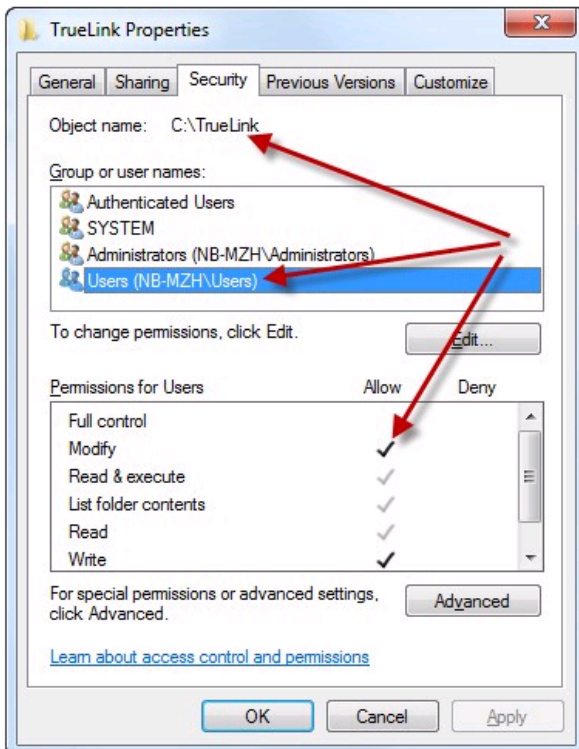 TrueLink Properties
General Sharing Security Previous Versions Customize
Object name: C:\TrueLink
Group or user names:
Authenticated Users
SYSTEM
Administrators (NB-MZH\Administrators)
Users (NB-MZH\Users)
To change permissions, click Edit.
Edit...
Permissions for Users Allow Deny
Full control
Modify
Read & execute
List folder contents
Read
Write
For special permissions or advanced settings,
click Advanced.
Advanced
Learn about access control and permissions
OK Cancel Apply